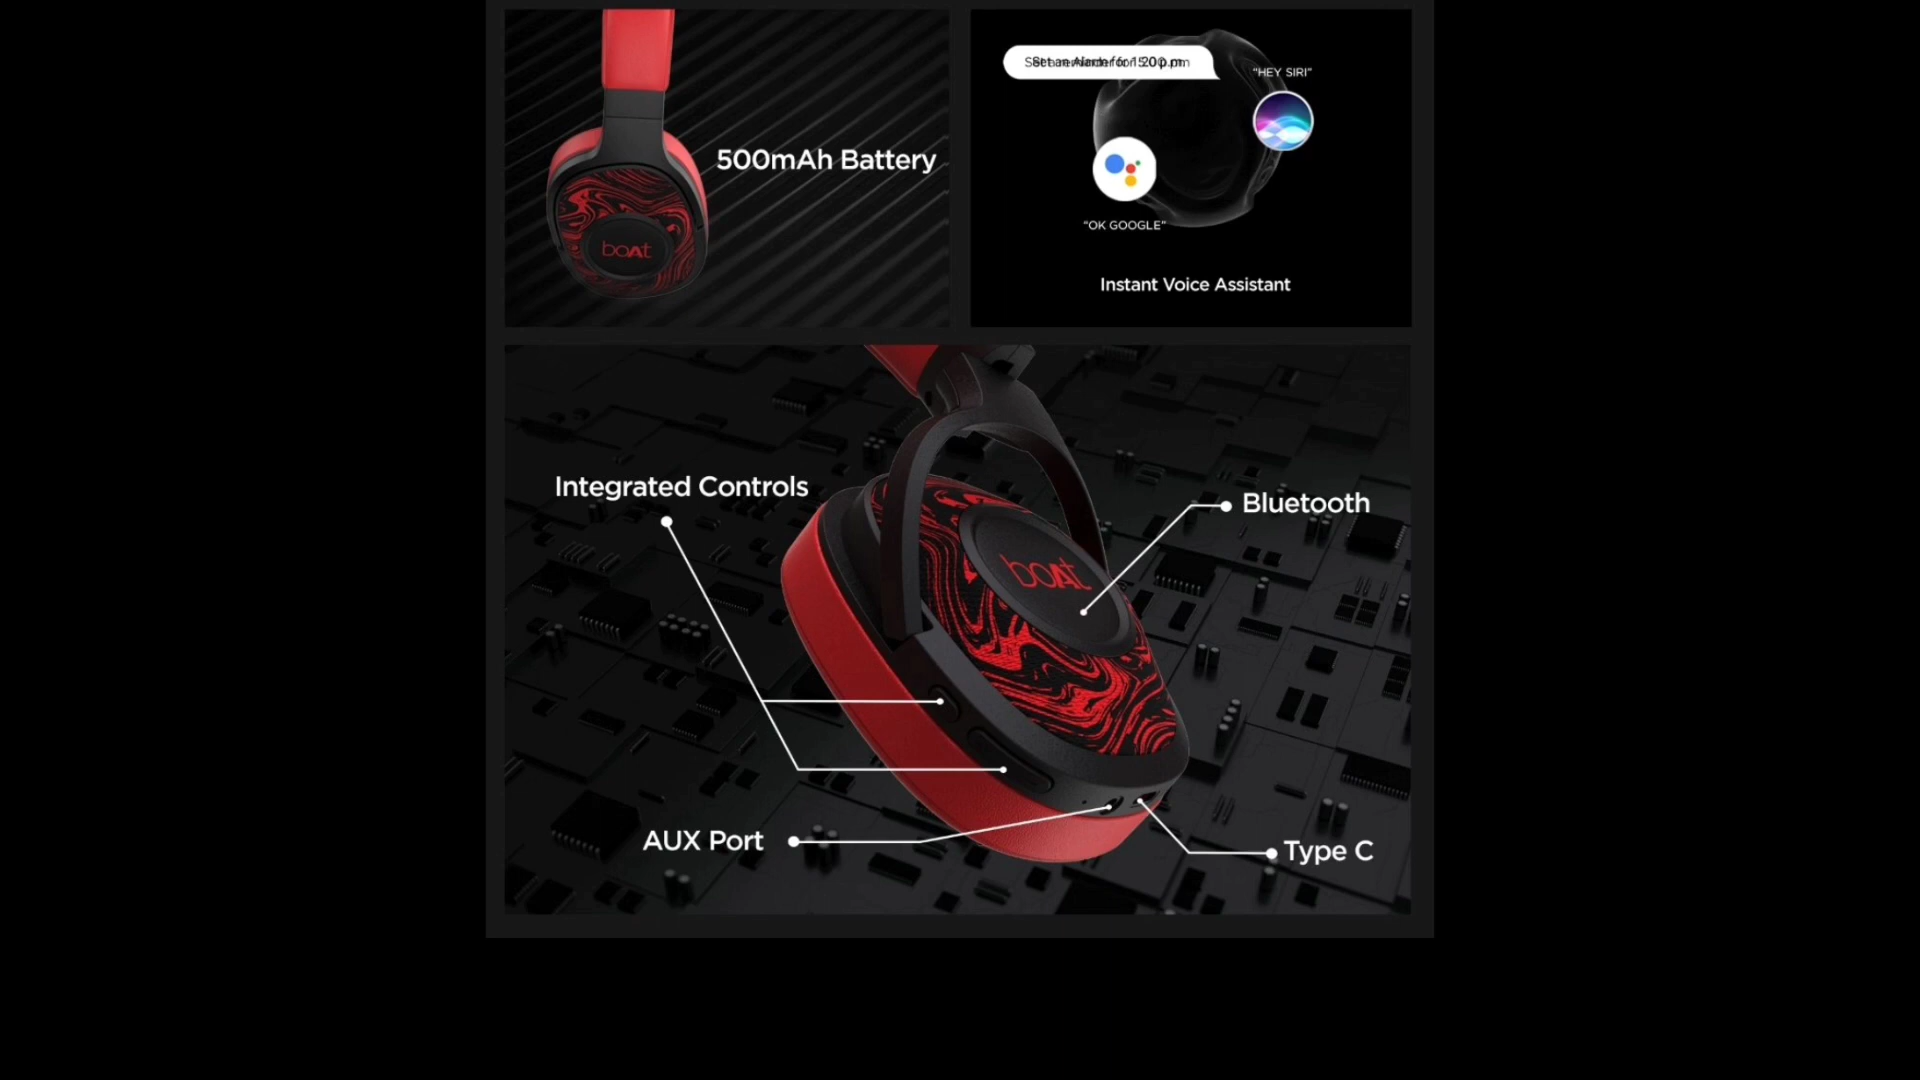 boAt
500mAh Battery
"HEY SIRI"
"OK GOOGLE"
Instant Voice Assistant
Integrated Controls
Bluetooth
boAt
AUX Port
Type C